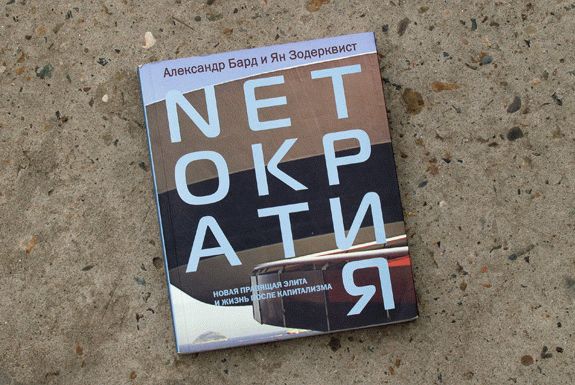 Александр Бард и Ян Зодерквист
NET
ОКР
АТИ
Я
НОВАЯ ПРАВЯЩАЯ ЭЛИТА
И ЖИЗНЬ ПОСЛЕ КАПИТАЛИЗМА